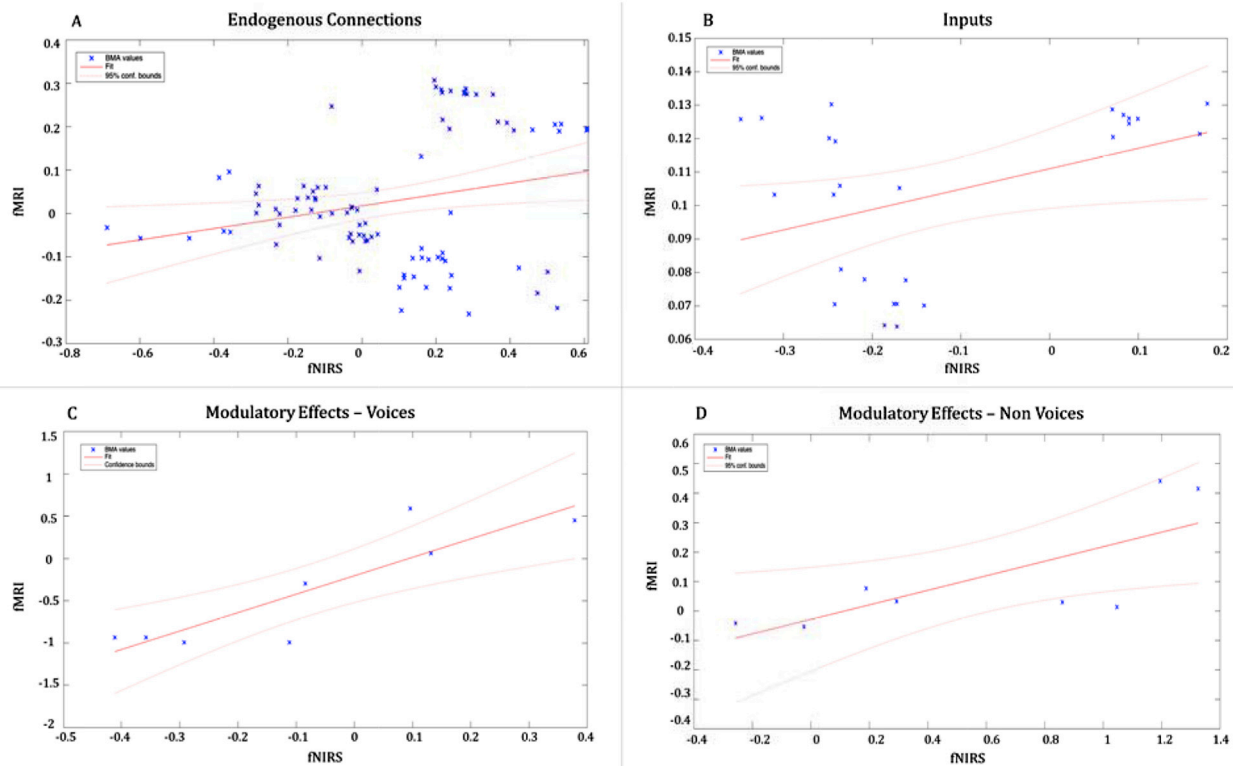 A Endogenous Connections
0.4
0.3
0.2
0.1
0
-0.1
-0.2
-0.3
fMRI
BMA values
Fit
95% conf. bounds
-0.8 -0.6 -0.4 -0.2 0 0.2 0.4 0.6
fNIRS
B Inputs
0.15
0.15
0.13
0.12
0.11
0.1
0.09
0.08
0.07
0.06
fMRI
BMA values
Fit
95% conf. bounds
-0.4 -0.3 -0.2 -0.1 0 0.1 0.2
fNIRS
C Modulatory Effects – Voices
1.5
1
0.5
0
-0.5
-1
-1.5
-2
fMRI
BMA values
Fit
Confidence bounds
-0.5 -0.4 -0.3 -0.2 -0.1 0 0.1 0.2 0.3 0.4
fNIRS
D Modulatory Effects – Non Voices
0.6
0.5
0.4
0.3
0.2
0.1
0
-0.1
-0.2
-0.3
-0.4
fMRI
BMA values
Fit
95% conf. bounds
-0.4 -0.2 0 0.2 0.4 0.6 0.8 1 1.2 1.4
fNIRS